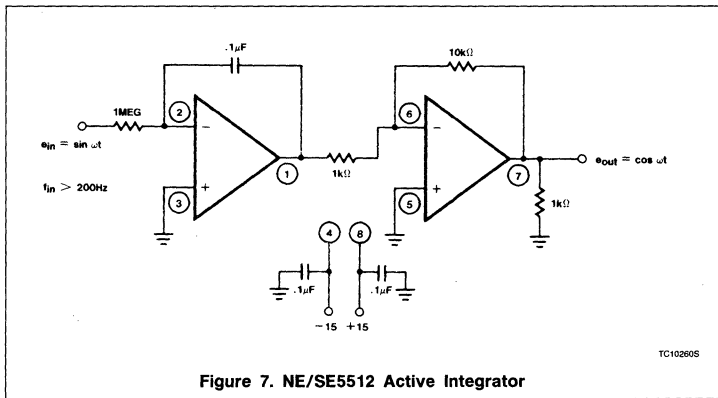 .1μF
10kΩ
1MEG
2
6
−
−
ein = sin ωt
1
7
eout = cos ωt
1kΩ
fin > 200Hz
+
+
3
5
1kΩ
4
8
.1μF
.1μF
−15
+15
TC10260S
Figure 7. NE/SE5512 Active Integrator